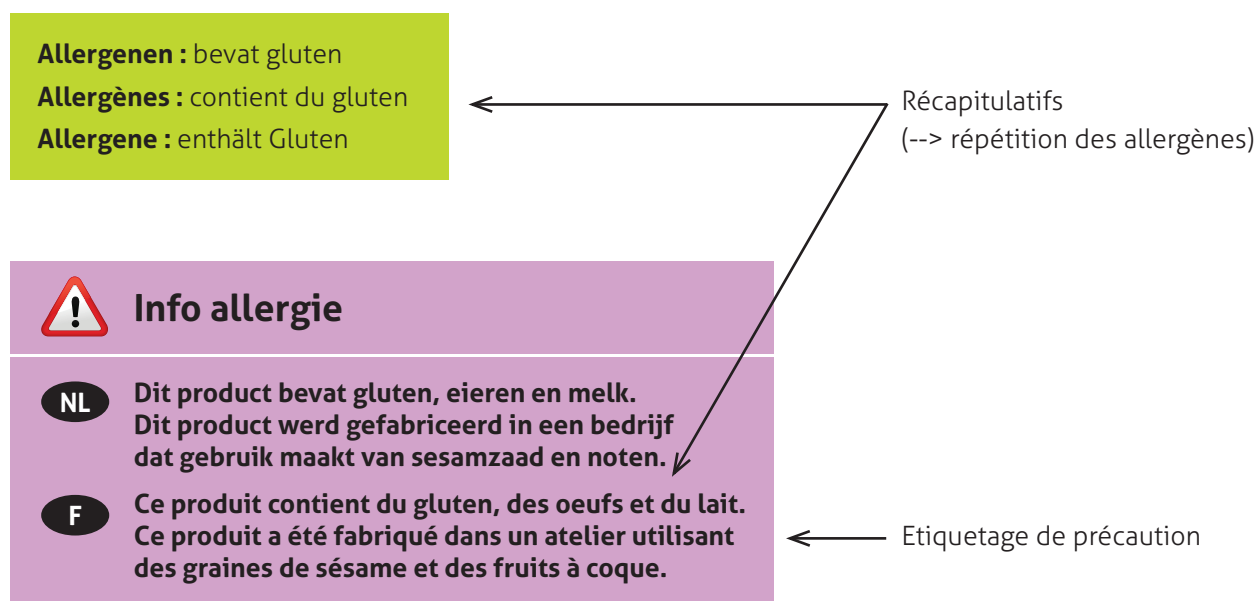 Allergenen : bevat gluten
Allergènes : contient du gluten
Allergene : enthält Gluten
Récapitulatifs
(--> répétition des allergènes)
Info allergie
NL
Dit product bevat gluten, eieren en melk.
Dit product werd gefabriceerd in een bedrijf
dat gebruik maakt van sesamzaad en noten.
F
Ce produit contient du gluten, des oeufs et du lait.
Ce produit a été fabriqué dans un atelier utilisant
des graines de sésame et des fruits à coque.
Etiquetage de précaution